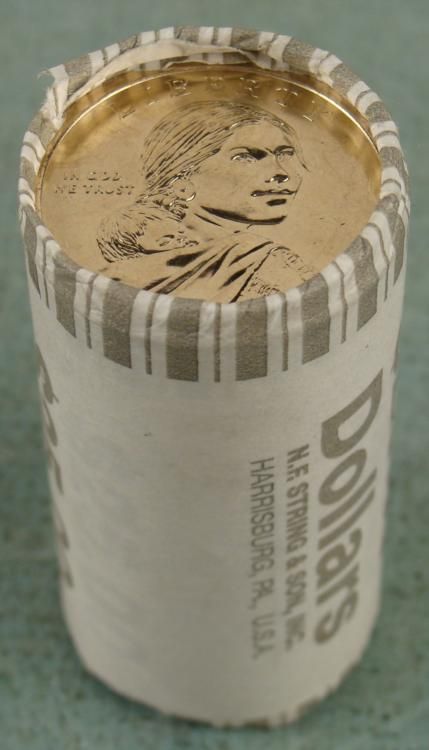 LIBERTY
IN GOD
WE TRUST
Dollars
N.F. STRING & SON, INC.
HARRISBURG, PA., U.S.A.